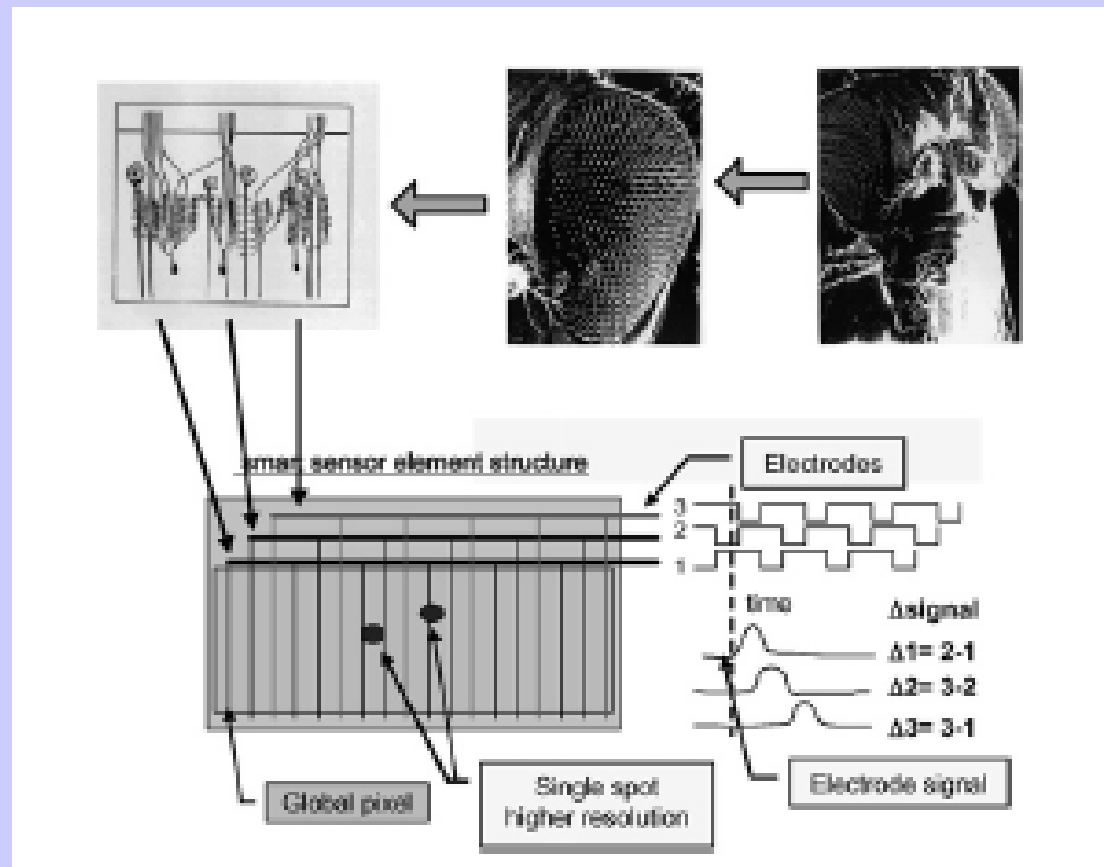 smart sensor element structure
Electrodes
3
2
1
time
Δsignal
Δ1= 2-1
Δ2= 3-2
Δ3= 3-1
Global pixel
Single spot
higher resolution
Electrode signal